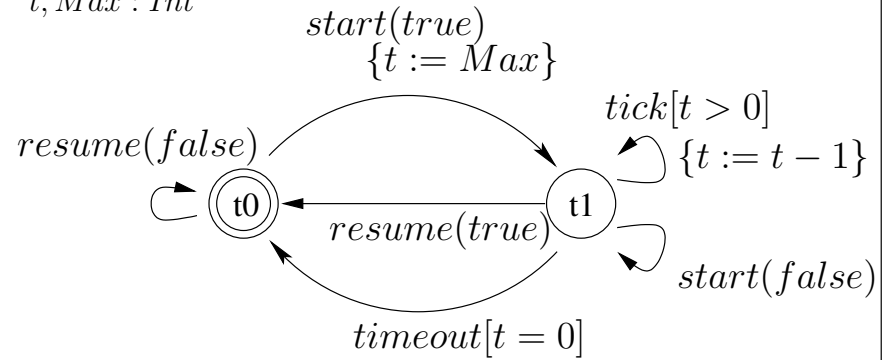 t, Max : Int
start(true)
{t := Max}
tick[t > 0]
{t := t − 1}
resume(false)
t0
t1
resume(true)
start(false)
timeout[t = 0]